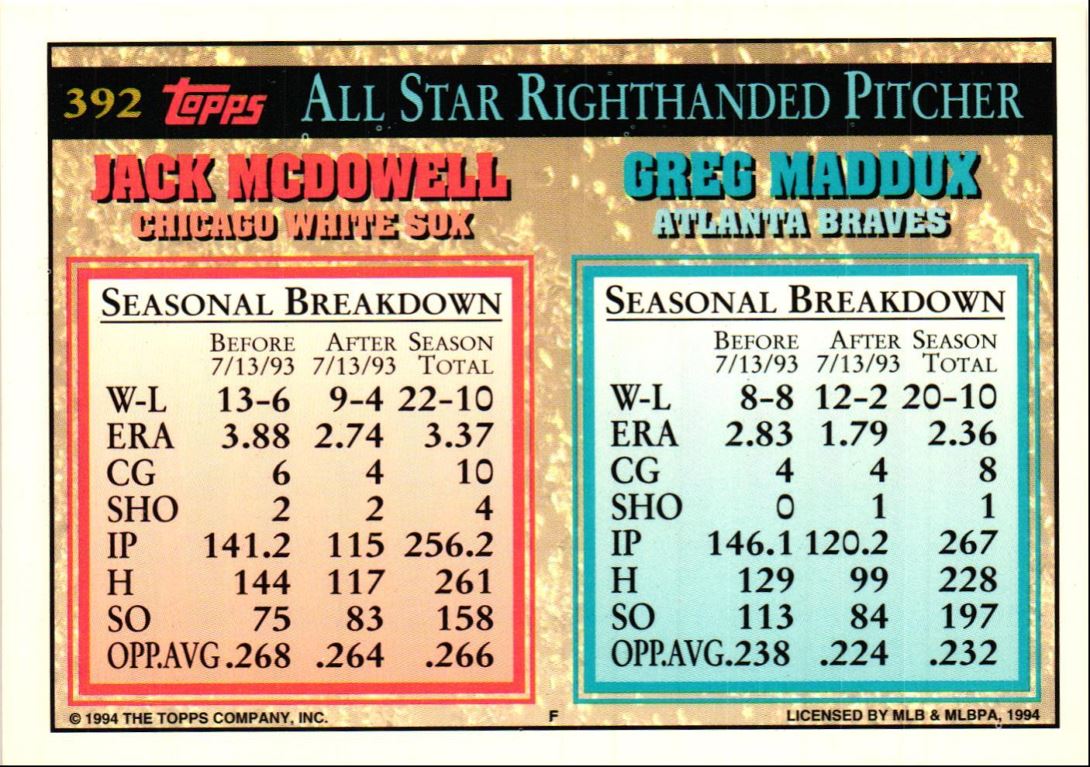 392 Topps ALL STAR RIGHTHANDED PITCHER
JACK MCDOWELL
CHICAGO WHITE SOX
SEASONAL BREAKDOWN
BEFORE AFTER SEASON
7/13/93 7/13/93 TOTAL
W-L 13-6 9-4 22-10
ERA 3.88 2.74 3.37
CG 6 4 10
SHO 2 2 4
IP 141.2 115 256.2
H 144 117 261
SO 75 83 158
OPP.AVG .268 .264 .266
GREG MADDUX
ATLANTA BRAVES
SEASONAL BREAKDOWN
BEFORE AFTER SEASON
7/13/93 7/13/93 TOTAL
W-L 8-8 12-2 20-10
ERA 2.83 1.79 2.36
CG 4 4 8
SHO 0 1 1
IP 146.1 120.2 267
H 129 99 228
SO 113 84 197
OPP.AVG .238 .224 .232
© 1994 THE TOPPS COMPANY, INC. F LICENSED BY MLB & MLBPA, 1994